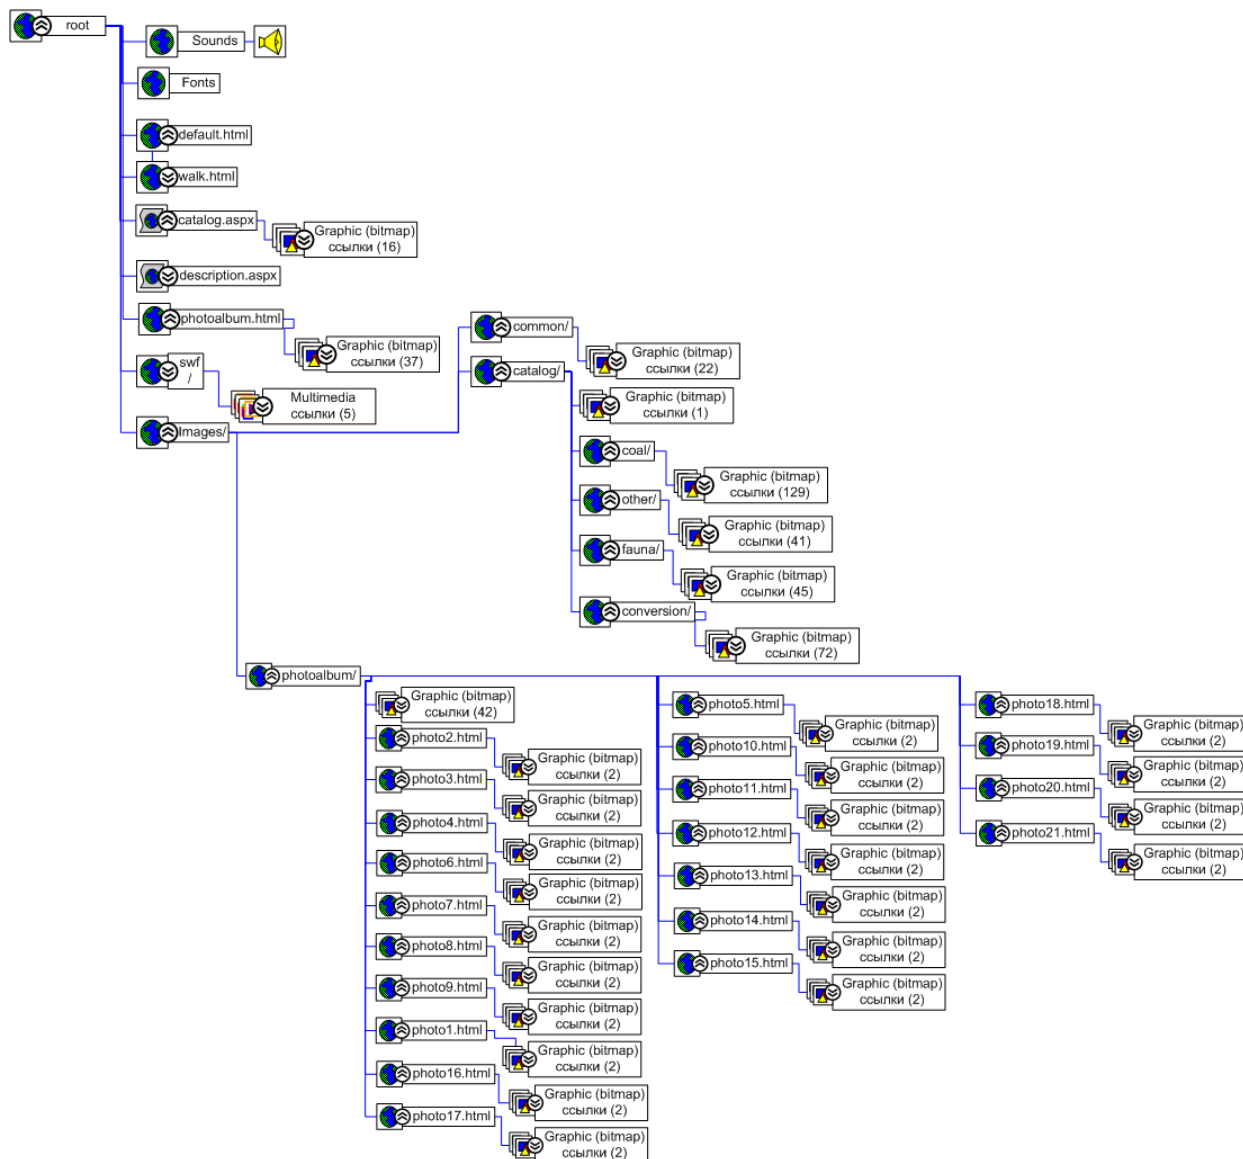 root
Sounds
Fonts
default.html
walk.html
catalog.aspx
Graphic (bitmap)
ссылки (16)
description.aspx
photoalbum.html
Graphic (bitmap)
ссылки (37)
swf
/
Multimedia
ссылки (5)
Images/
common/
Graphic (bitmap)
ссылки (22)
catalog/
Graphic (bitmap)
ссылки (1)
coal/
Graphic (bitmap)
ссылки (129)
other/
Graphic (bitmap)
ссылки (41)
fauna/
Graphic (bitmap)
ссылки (45)
conversion/
Graphic (bitmap)
ссылки (72)
photoalbum/
Graphic (bitmap)
ссылки (42)
photo2.html
Graphic (bitmap)
ссылки (2)
photo3.html
Graphic (bitmap)
ссылки (2)
photo4.html
Graphic (bitmap)
ссылки (2)
photo6.html
Graphic (bitmap)
ссылки (2)
photo7.html
Graphic (bitmap)
ссылки (2)
photo8.html
Graphic (bitmap)
ссылки (2)
photo9.html
Graphic (bitmap)
ссылки (2)
photo1.html
Graphic (bitmap)
ссылки (2)
photo16.html
Graphic (bitmap)
ссылки (2)
photo17.html
Graphic (bitmap)
ссылки (2)
photo5.html
Graphic (bitmap)
ссылки (2)
photo10.html
Graphic (bitmap)
ссылки (2)
photo11.html
Graphic (bitmap)
ссылки (2)
photo12.html
Graphic (bitmap)
ссылки (2)
photo13.html
Graphic (bitmap)
ссылки (2)
photo14.html
Graphic (bitmap)
ссылки (2)
photo15.html
Graphic (bitmap)
ссылки (2)
photo18.html
Graphic (bitmap)
ссылки (2)
photo19.html
Graphic (bitmap)
ссылки (2)
photo20.html
Graphic (bitmap)
ссылки (2)
photo21.html
Graphic (bitmap)
ссылки (2)